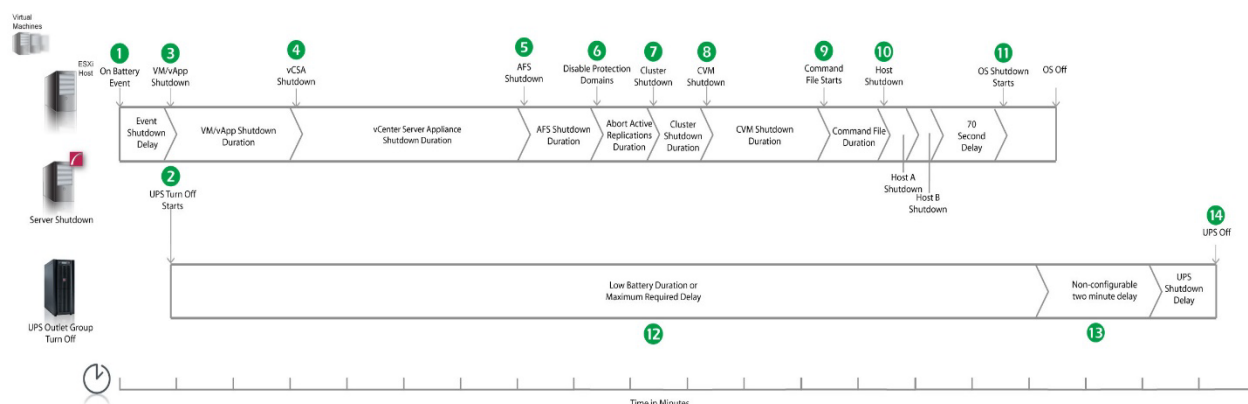 Virtual
Machines
ESXi
Host
1
On Battery
Event
3
VM/vApp
Shutdown
4
vCSA
Shutdown
5
AFS
Shutdown
6
Disable Protection
Domains
7
Cluster
Shutdown
8
CVM
Shutdown
9
Command
File Starts
10
Host
Shutdown
11
OS Shutdown
Starts
OS Off
Event
Shutdown
Delay
VM/vApp Shutdown
Duration
vCenter Server Appliance
Shutdown Duration
AFS Shutdown
Duration
Abort Active
Replications
Duration
Cluster
Shutdown
Duration
CVM Shutdown
Duration
Command File
Duration
70
Second
Delay
Host A
Shutdown
Host B
Shutdown
Server Shutdown
2
UPS Turn Off
Starts
14
UPS Off
Low Battery Duration or
Maximum Required Delay
Non-configurable
two minute delay
UPS
Shutdown
Delay
UPS Outlet Group
Turn Off
12
13
Time in Minutes